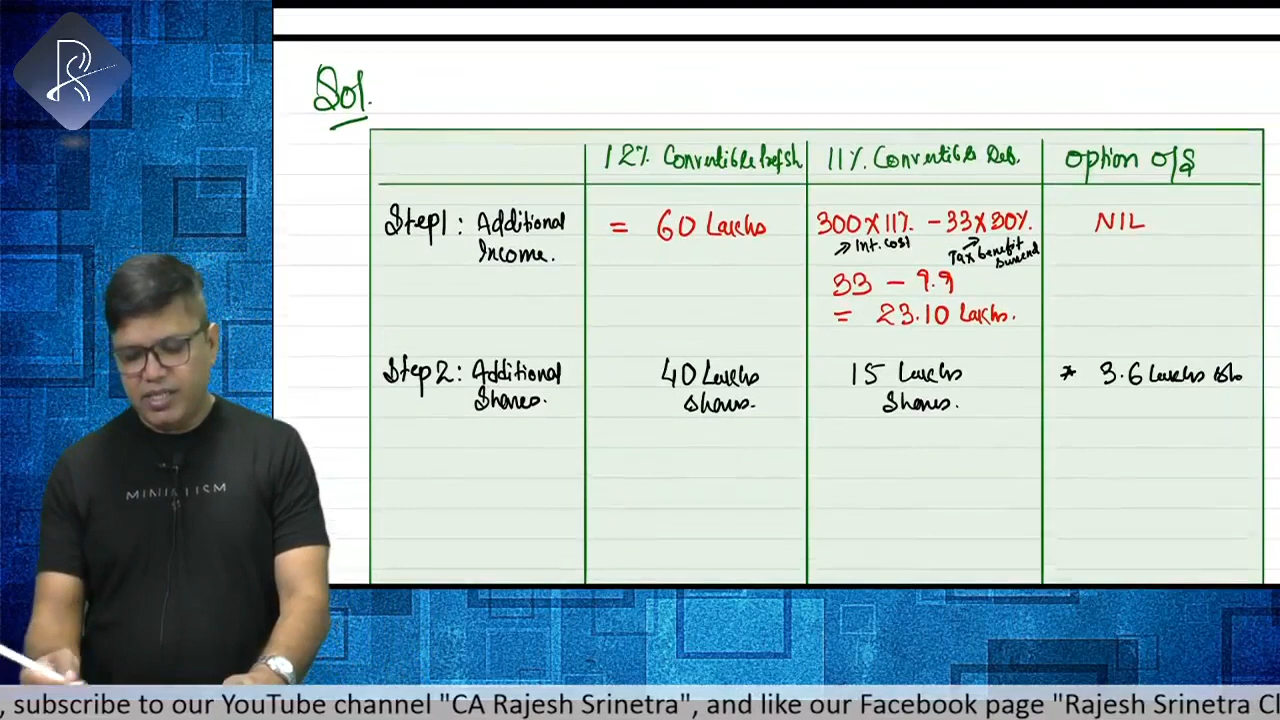 RS
Sol.
12% Convertible Prefsh
11% Convertible Deb.
Option O/S
Step 1: Additional Income.
= 60 Lakhs
300 x 11% - 33 x 30%.
Int. cost
Tax benefit
33 - 9.9
= 23.10 Lakhs.
NIL
Step 2: Additional Shares.
40 Lakhs shares.
15 Lakhs Shares.
* 3.6 Lakhs
MINIMALISM
, subscribe to our YouTube channel "CA Rajesh Srinetra", and like our Facebook page "Rajesh Srinetra Cl